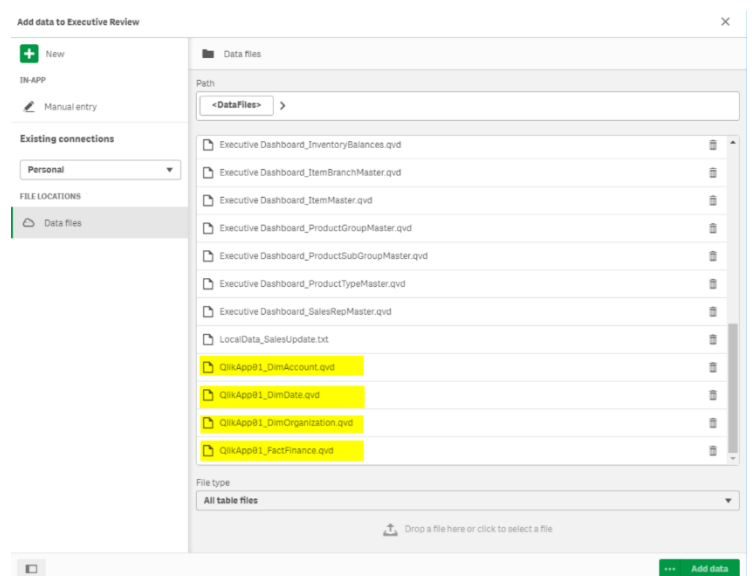 Add data to Executive Review
New
IN-APP
Manual entry
Existing connections
Personal
FILE LOCATIONS
Data files
Data files
Path
<DataFiles>
Executive Dashboard_InventoryBalances.qvd
Executive Dashboard_ItemBranchMaster.qvd
Executive Dashboard_ItemMaster.qvd
Executive Dashboard_ProductGroupMaster.qvd
Executive Dashboard_ProductSubGroupMaster.qvd
Executive Dashboard_ProductTypeMaster.qvd
Executive Dashboard_SalesRepMaster.qvd
LocalData_SalesUpdate.txt
QlikApp01_DimAccount.qvd
QlikApp01_DimDate.qvd
QlikApp01_DimOrganization.qvd
QlikApp01_FactFinance.qvd
File type
All table files
Drop a file here or click to select a file
Add data